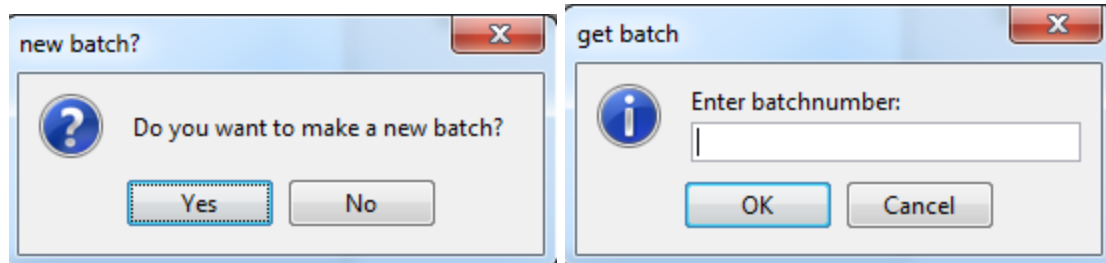 new batch?
Do you want to make a new batch?
Yes No
get batch
Enter batchnumber:
OK Cancel